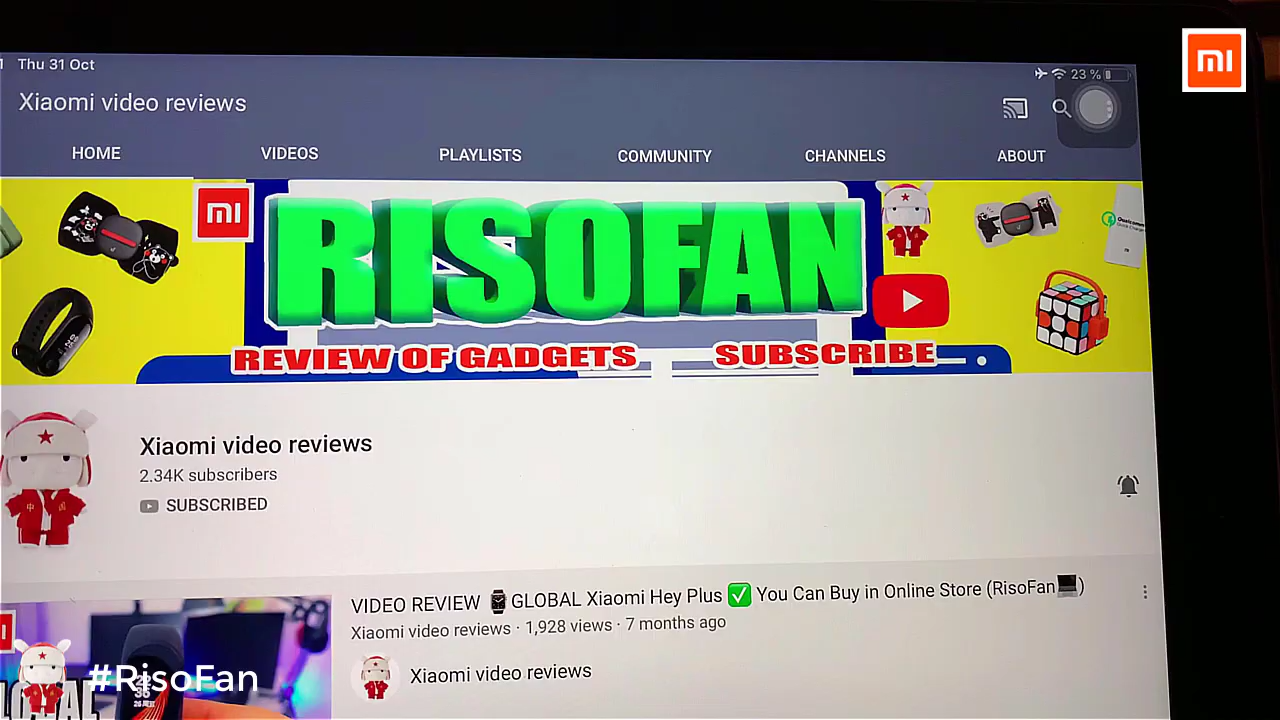 Thu 31 Oct
23 %
Xiaomi video reviews
HOME VIDEOS PLAYLISTS COMMUNITY CHANNELS ABOUT
mi
mi
RISOFAN
REVIEW OF GADGETS SUBSCRIBE
Xiaomi video reviews
2.34K subscribers
SUBSCRIBED
VIDEO REVIEW ⌚GLOBAL Xiaomi Hey Plus ✅ You Can Buy in Online Store (RisoFan💻)
Xiaomi video reviews · 1,928 views · 7 months ago
Xiaomi video reviews
#RisoFan